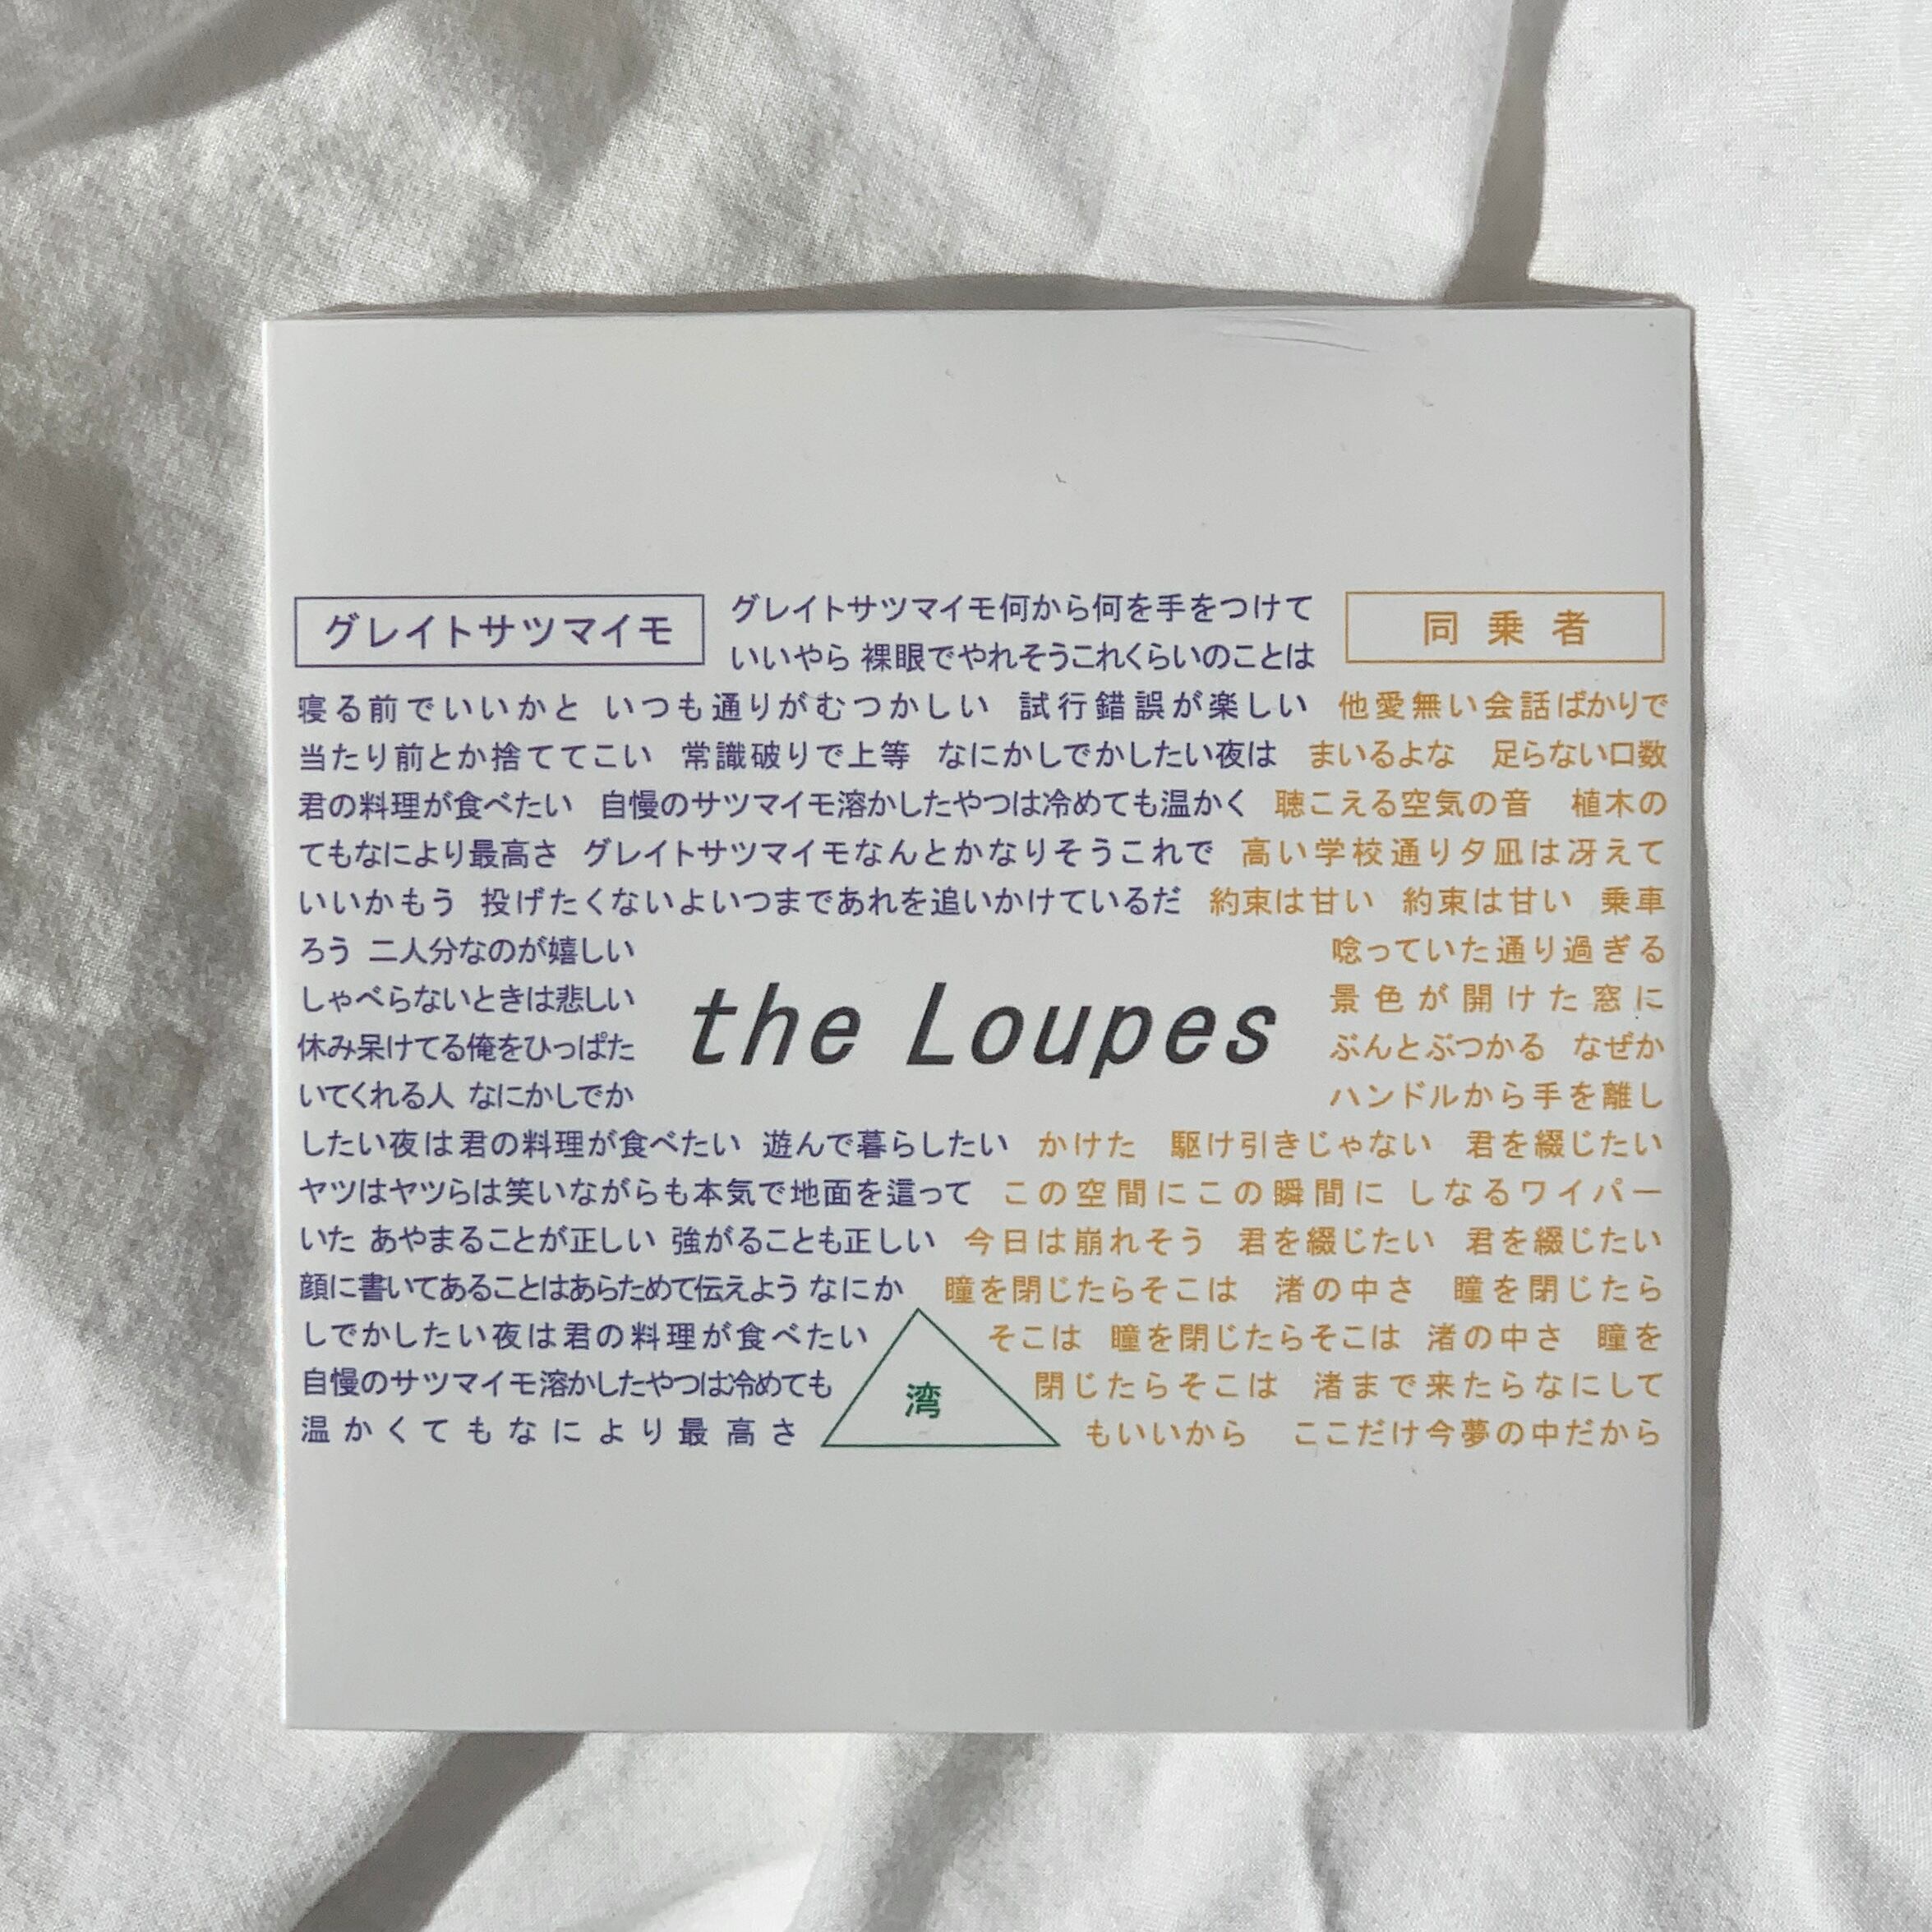 グレイトサツマイモ
グレイトサツマイモ何から何を手をつけて
いいやら 裸眼でやれそうこれくらいのことは
寝る前でいいかと いつも通りがむつかしい 試行錯誤が楽しい
当たり前とか捨ててこい 常識破りで上等 なにかしでかしたい夜は
君の料理が食べたい 自慢のサツマイモ溶かしたやつは冷めても温かく
てもなにより最高さ グレイトサツマイモなんとかなりそうこれで
いいかもう 投げたくないよいつまであれを追いかけているだ
ろう 二人分なのが嬉しい
しゃべらないときは悲しい
休み呆けてる俺をひっぱた
いてくれる人 なにかしでか
したい夜は君の料理が食べたい 遊んで暮らしたい
ヤツはヤツらは笑いながらも本気で地面を這って
いた あやまることが正しい 強がることも正しい
顔に書いてあることはあらためて伝えよう なにか
しでかしたい夜は君の料理が食べたい
自慢のサツマイモ溶かしたやつは冷めても
温かくてもなにより最高さ
the Loupes
同乗者
他愛無い会話ばかりで
まいるよな 足らない口数
聴こえる空気の音 植木の
高い学校通り夕凪は冴えて
約束は甘い 約束は甘い 乗車
唸っていた通り過ぎる
景色が開けた窓に
ぶんとぶつかる なぜか
ハンドルから手を離し
かけた 駆け引きじゃない 君を綴じたい
この空間にこの瞬間に しなるワイパー
今日は崩れそう 君を綴じたい 君を綴じたい
瞳を閉じたらそこは 渚の中さ 瞳を閉じたら
そこは 瞳を閉じたらそこは 渚の中さ 瞳を
閉じたらそこは 渚まで来たらなにして
もいいから ここだけ今夢の中だから
湾